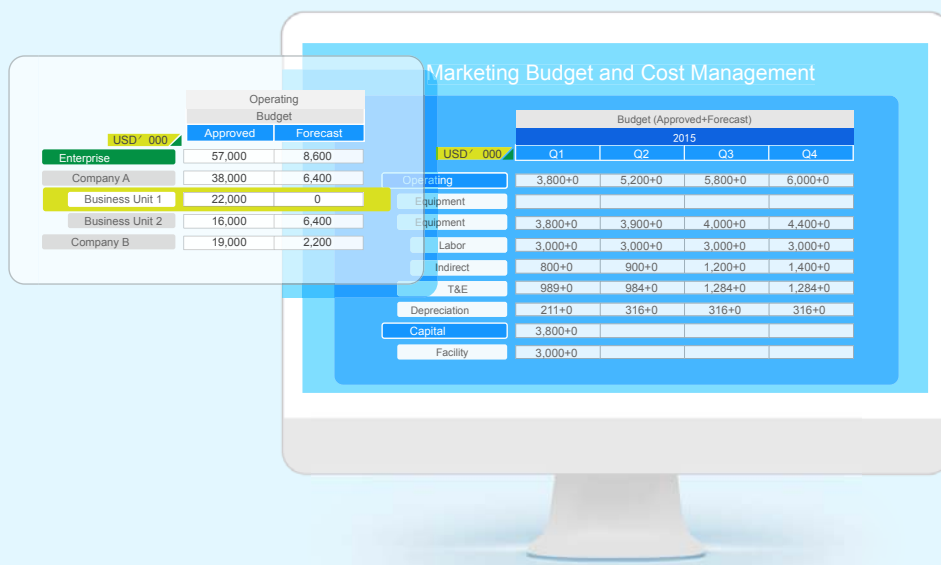 Marketing Budget and Cost Management
Operating
Budget
USD' 000 Approved Forecast
Enterprise 57,000 8,600
Company A 38,000 6,400
Business Unit 1 22,000 0
Business Unit 2 16,000 6,400
Company B 19,000 2,200
Budget (Approved+Forecast)
2015
USD' 000 Q1 Q2 Q3 Q4
Operating 3,800+0 5,200+0 5,800+0 6,000+0
Equipment
Equipment 3,800+0 3,900+0 4,000+0 4,400+0
Labor 3,000+0 3,000+0 3,000+0 3,000+0
Indirect 800+0 900+0 1,200+0 1,400+0
T&E 989+0 984+0 1,284+0 1,284+0
Depreciation 211+0 316+0 316+0 316+0
Capital 3,800+0
Facility 3,000+0